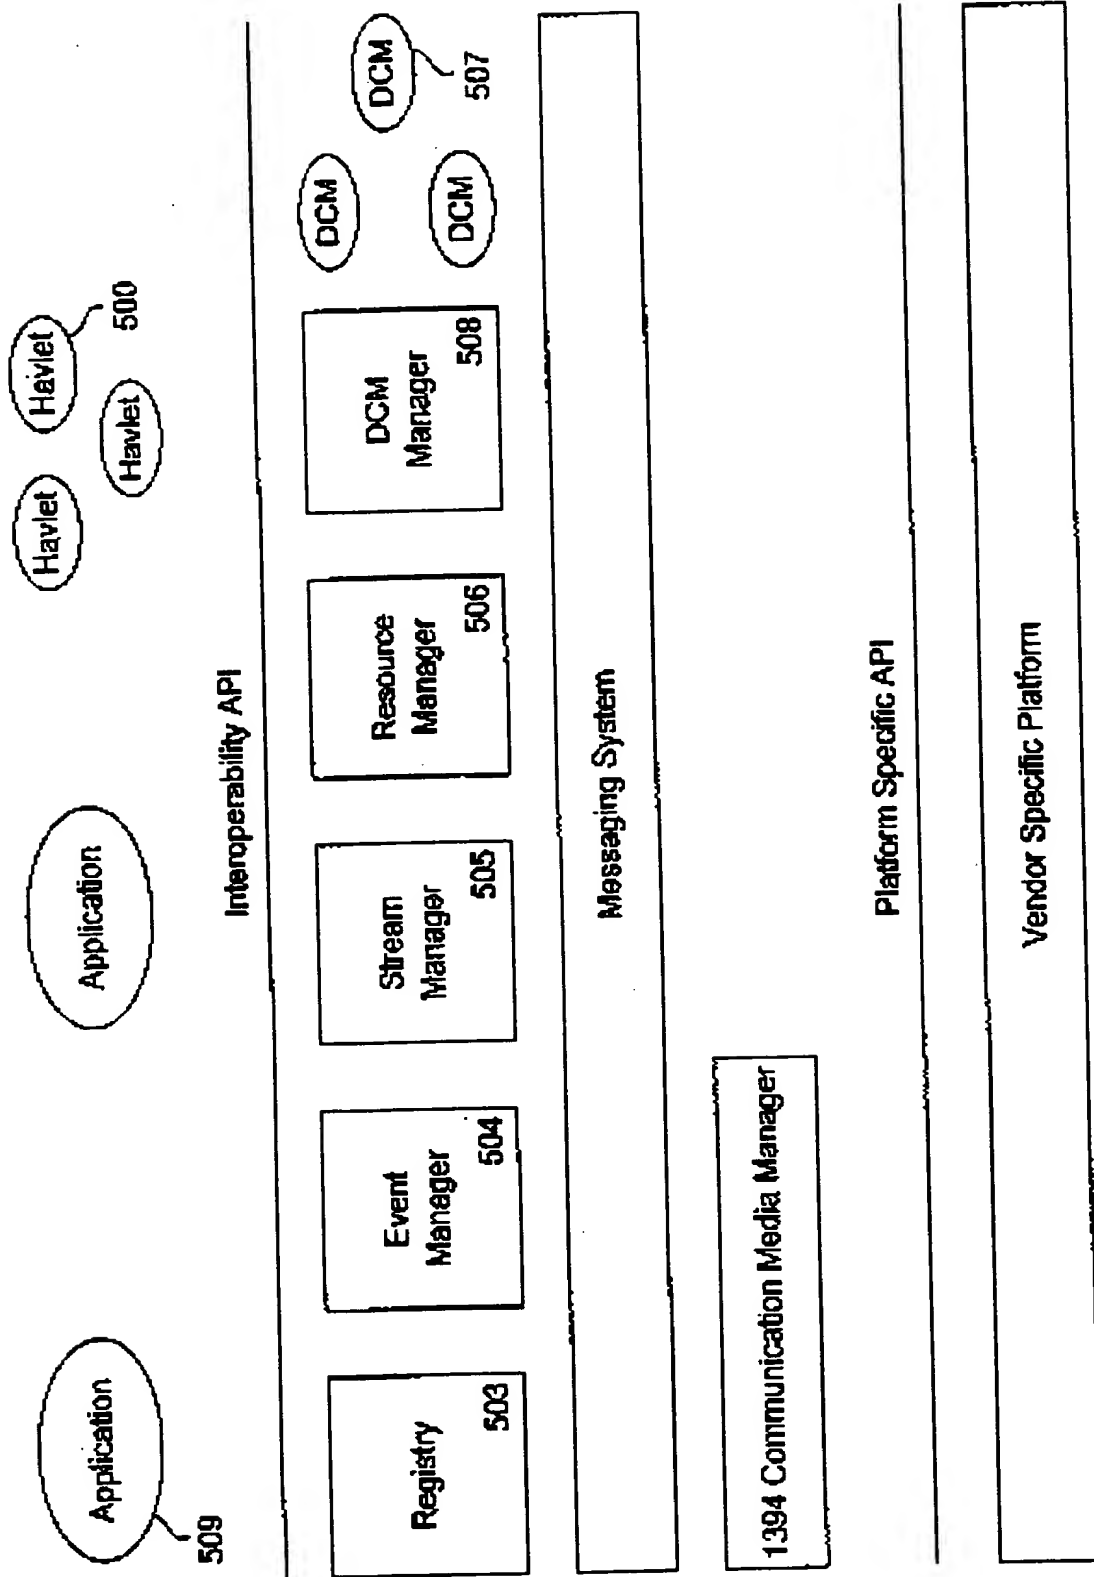 Application
509
Application
Havlet
Havlet
Havlet
500
Interoperability API
Registry
503
Event
Manager
504
Stream
Manager
505
Resource
Manager
506
DCM
Manager
508
DCM
DCM
DCM
507
Messaging System
1394 Communication Media Manager
Platform Specific API
Vendor Specific Platform